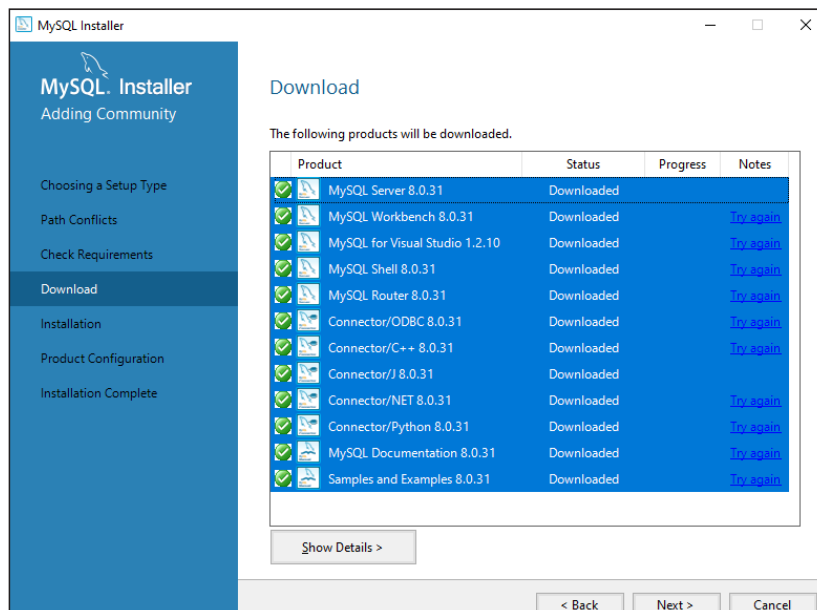 MySQL Installer
MySQL. Installer
Adding Community
Choosing a Setup Type
Path Conflicts
Check Requirements
Download
Installation
Product Configuration
Installation Complete
Download
The following products will be downloaded.
Product Status Progress Notes
MySQL Server 8.0.31 Downloaded
MySQL Workbench 8.0.31 Downloaded Try again
MySQL for Visual Studio 1.2.10 Downloaded Try again
MySQL Shell 8.0.31 Downloaded Try again
MySQL Router 8.0.31 Downloaded Try again
Connector/ODBC 8.0.31 Downloaded Try again
Connector/C++ 8.0.31 Downloaded Try again
Connector/J 8.0.31 Downloaded
Connector/NET 8.0.31 Downloaded Try again
Connector/Python 8.0.31 Downloaded Try again
MySQL Documentation 8.0.31 Downloaded Try again
Samples and Examples 8.0.31 Downloaded Try again
Show Details >
< Back Next > Cancel